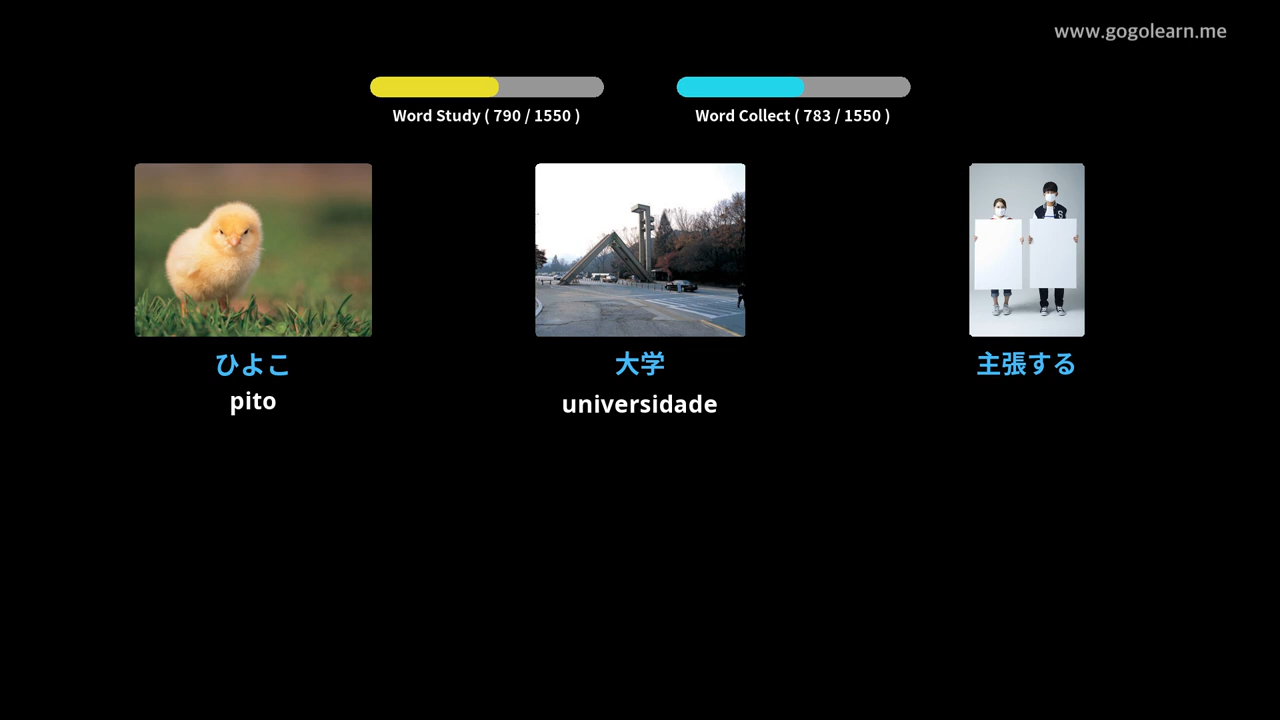 www.gogolearn.me
Word Study ( 790 / 1550 )
Word Collect ( 783 / 1550 )
ひよこ
pito
大学
universidade
主張する